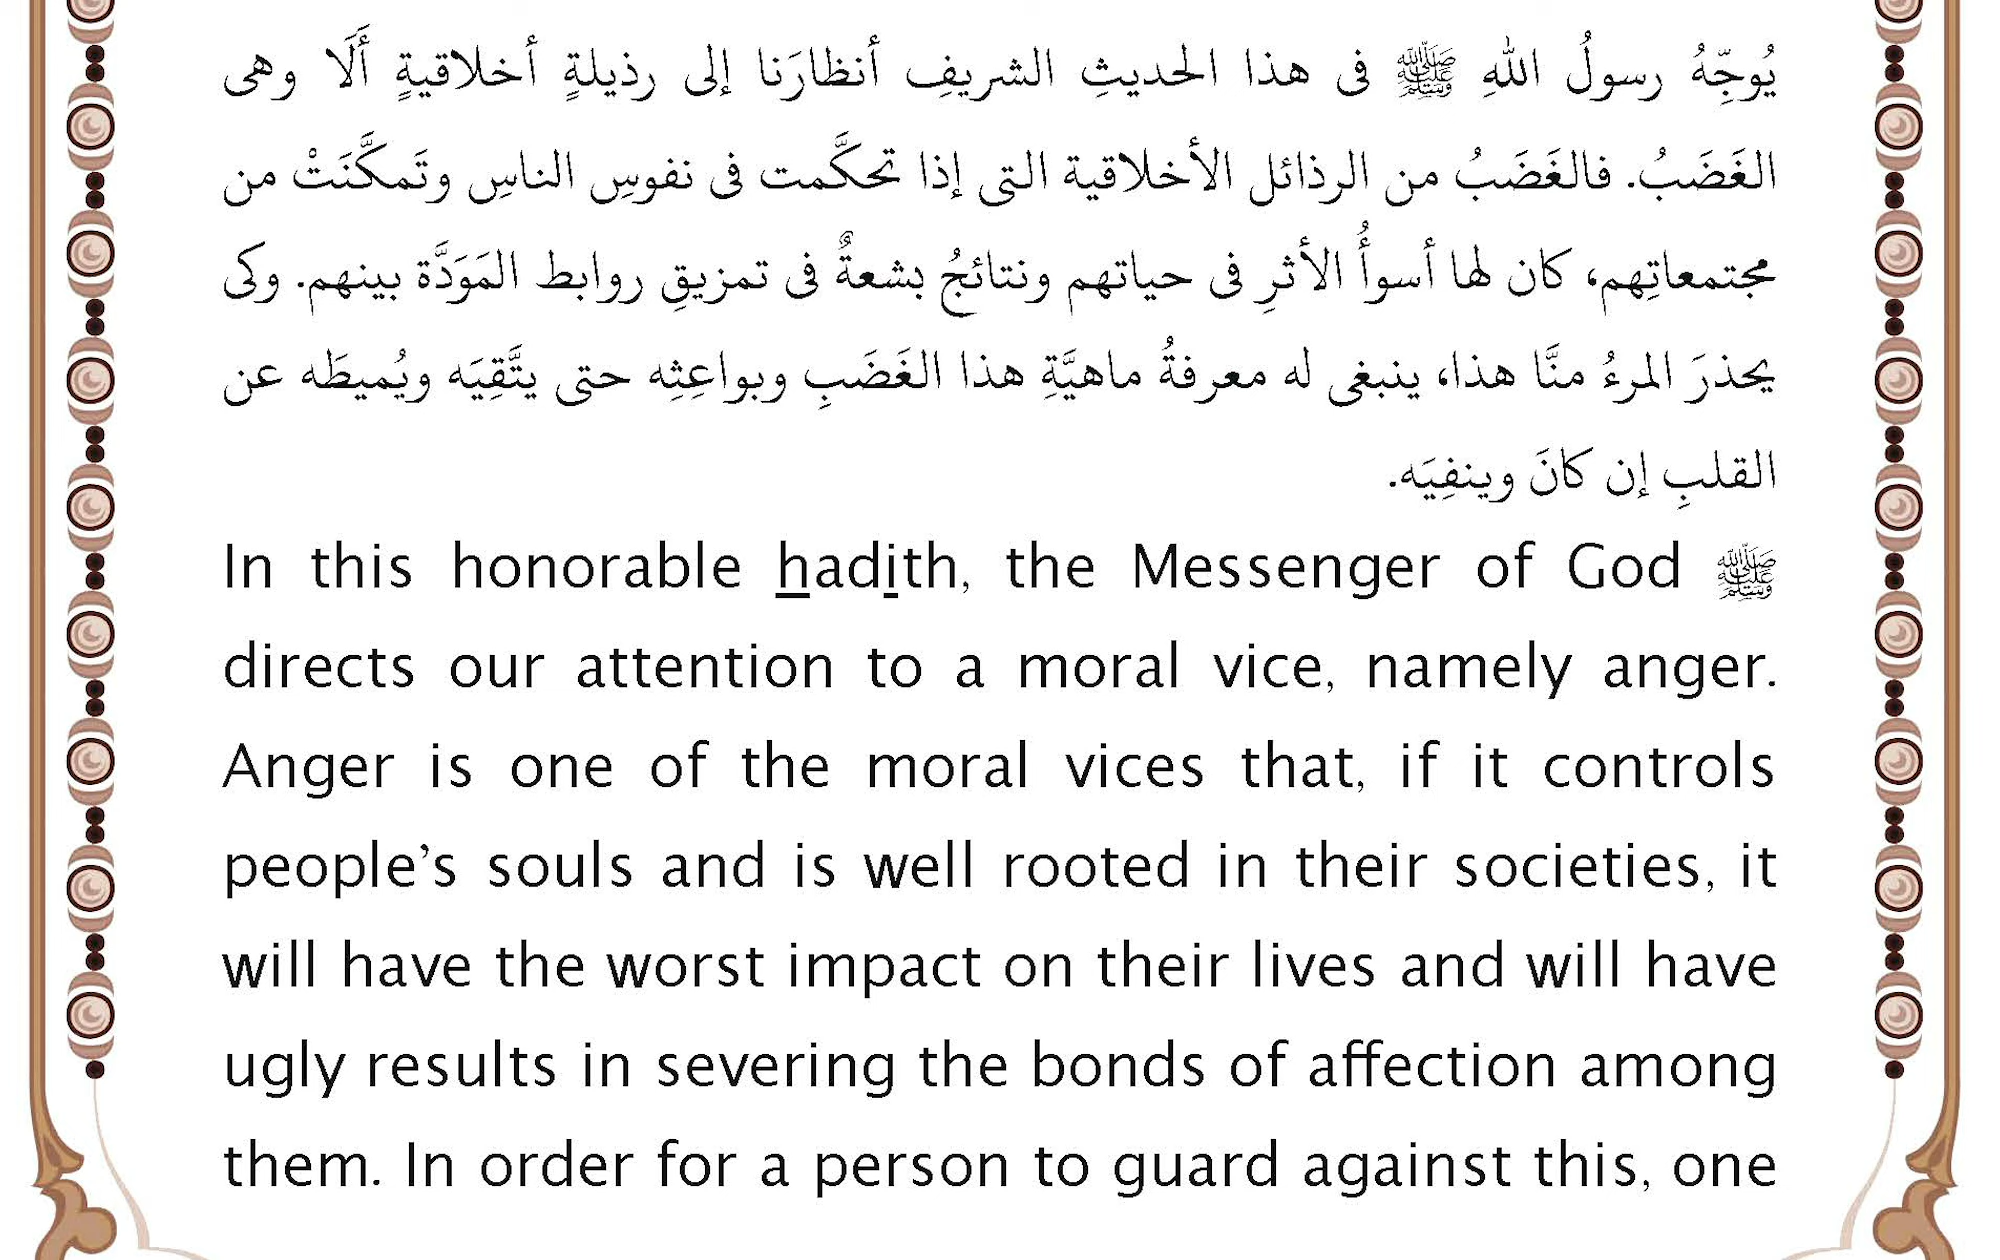 يُوجِّهُ رسولُ اللهِ ﷺ فى هذا الحديثِ الشريفِ أنظارَنا إلى رذيلةٍ أخلاقيةٍ أَلَا وهى
الغَضَبُ. فالغَضَبُ من الرذائل الأخلاقية التى إذا تحكَّمت فى نفوسِ الناسِ وتَمكَّنَتْ من
مجتمعاتِهم، كان لها أسوأُ الأثرِ فى حياتهم ونتائجُ بشعةٌ فى تمزيقِ روابط المَوَدَّة بينهم. وكى
يحذرَ المرءُ منَّا هذا، ينبغى له معرفةُ ماهيَّةِ هذا الغَضَبِ وبواعِثِه حتى يتَّقِيَه ويُميطَه عن
القلبِ إن كانَ وينفِيَه.
In this honorable hadith, the Messenger of God ﷺ
directs our attention to a moral vice, namely anger.
Anger is one of the moral vices that, if it controls
people’s souls and is well rooted in their societies, it
will have the worst impact on their lives and will have
ugly results in severing the bonds of affection among
them. In order for a person to guard against this, one